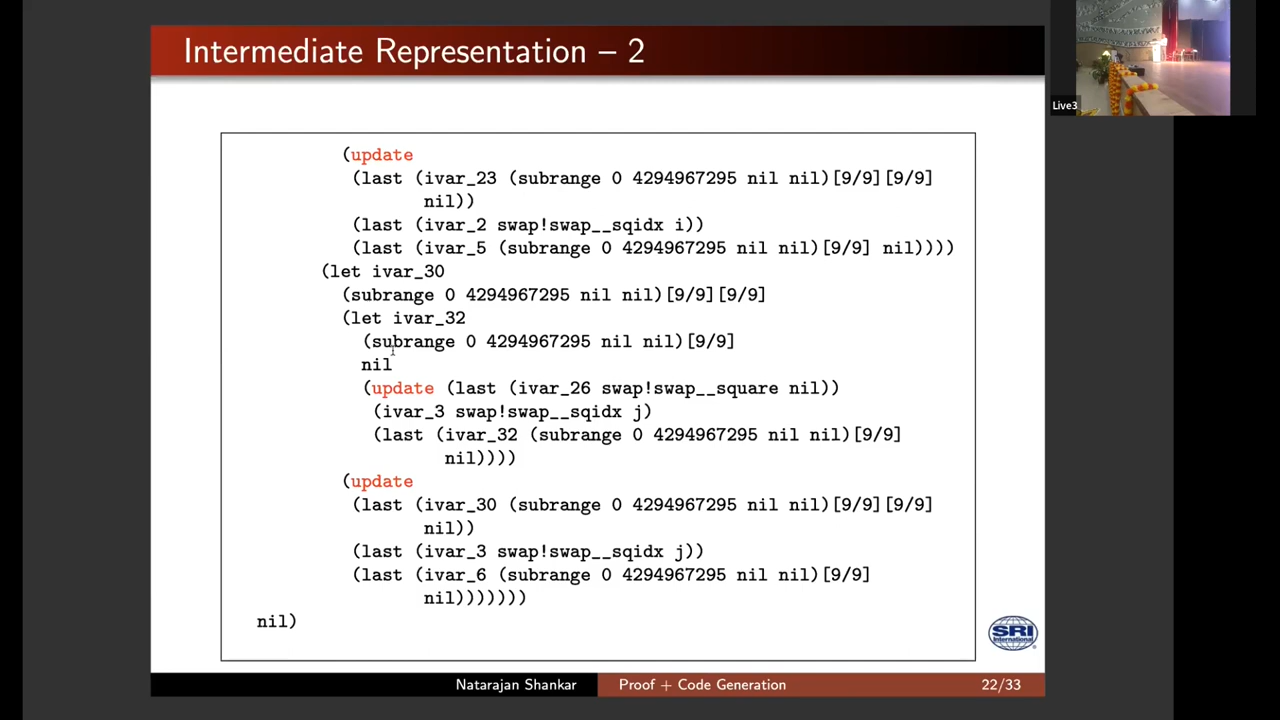 Intermediate Representation – 2
Live3
(update
(last (ivar_23 (subrange 0 4294967295 nil nil)[9/9][9/9]
nil))
(last (ivar_2 swap!swap__sqidx i))
(last (ivar_5 (subrange 0 4294967295 nil nil)[9/9] nil))))
(let ivar_30
(subrange 0 4294967295 nil nil)[9/9][9/9]
(let ivar_32
(subrange 0 4294967295 nil nil)[9/9]
nil
(update (last (ivar_26 swap!swap__square nil))
(ivar_3 swap!swap__sqidx j)
(last (ivar_32 (subrange 0 4294967295 nil nil)[9/9]
nil))))
(update
(last (ivar_30 (subrange 0 4294967295 nil nil)[9/9][9/9]
nil))
(last (ivar_3 swap!swap__sqidx j))
(last (ivar_6 (subrange 0 4294967295 nil nil)[9/9]
nil)))))))
nil)
SRI
International
Natarajan Shankar
Proof + Code Generation
22/33